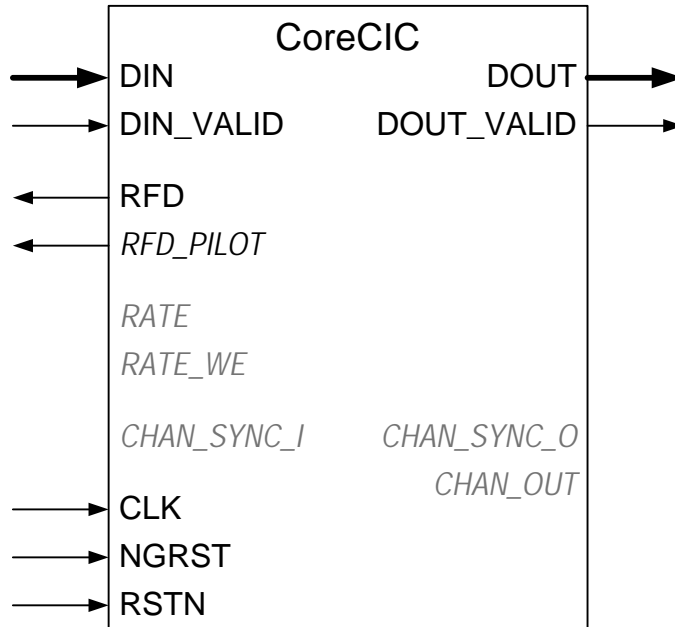 CoreCIC
DIN DOUT
DIN_VALID DOUT_VALID
RFD
RFD_PILOT
RATE
RATE_WE
CHAN_SYNC_I CHAN_SYNC_O
CHAN_OUT
CLK
NGRST
RSTN